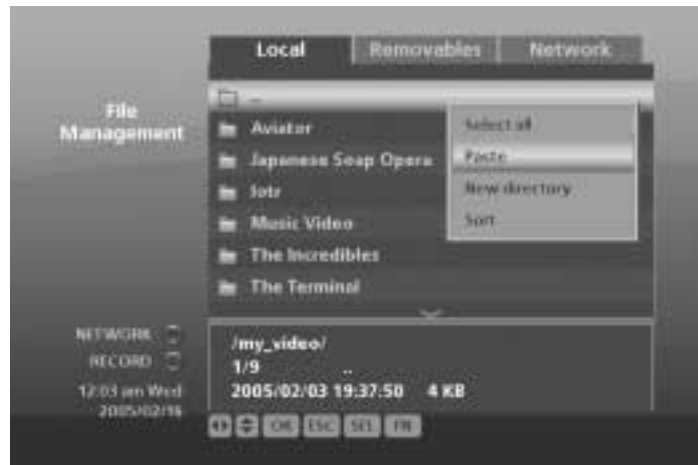 Local Removables Network
File
Management
..
Aviator
Japanese Soap Opera
lotr
Music Video
The Incredibles
The Terminal
Select all
Paste
New directory
Sort
NETWORK
RECORD
12:03 am Wed
2005/02/16
/my_video/
1/9 ..
2005/02/03 19:37:50 4 KB
OK ESC SEL FN